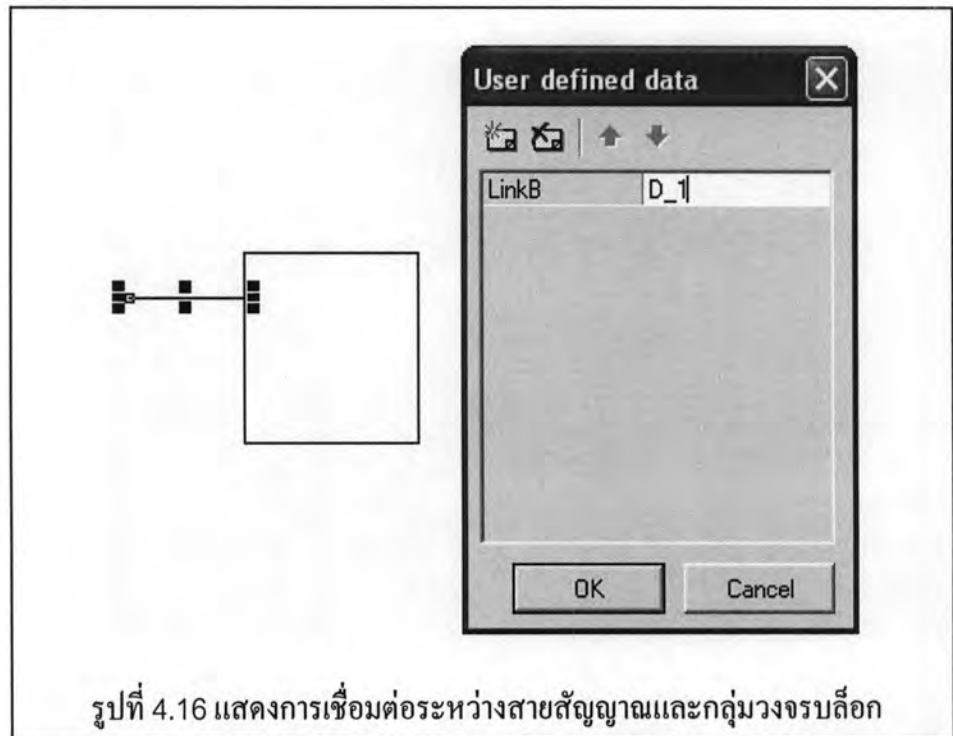 User defined data
LinkB D_1
OK Cancel
รูปที่ 4.16 แสดงการเชื่อมต่อระหว่างสายสัญญาณและกลุ่มวงจรบล็อก